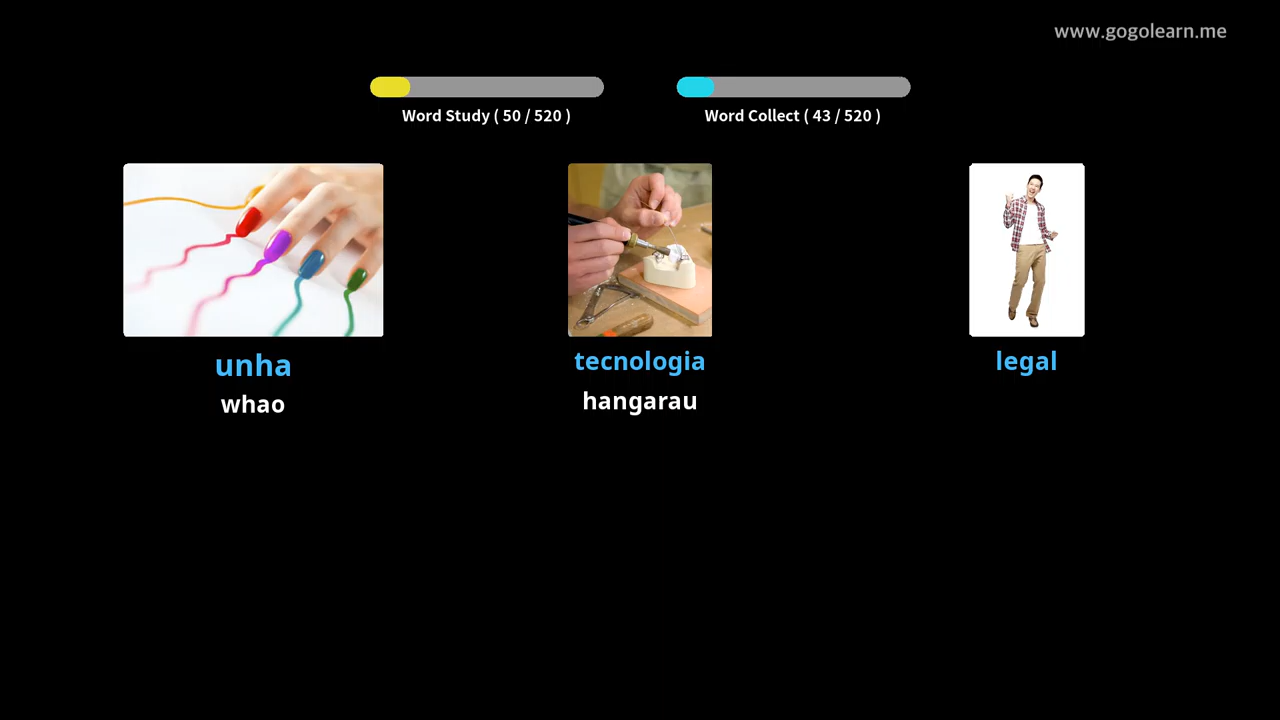 www.gogolearn.me
Word Study ( 50 / 520 )
Word Collect ( 43 / 520 )
unha
whao
tecnologia
hangarau
legal